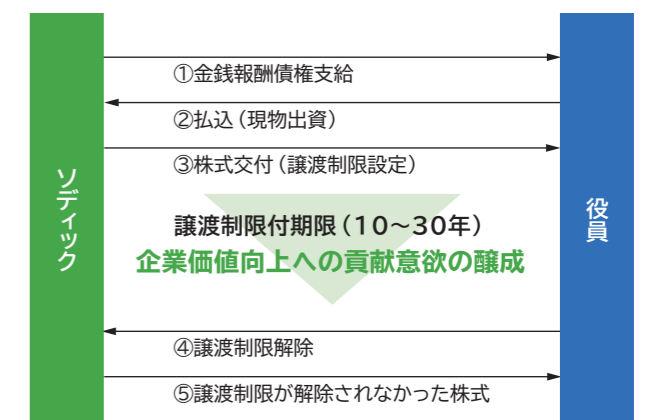 ①金銭報酬債権支給
②払込（現物出資）
③株式交付（譲渡制限設定）
ソディック
役員
譲渡制限付期限（10～30年）
企業価値向上への貢献意欲の醸成
④譲渡制限解除
⑤譲渡制限が解除されなかった株式